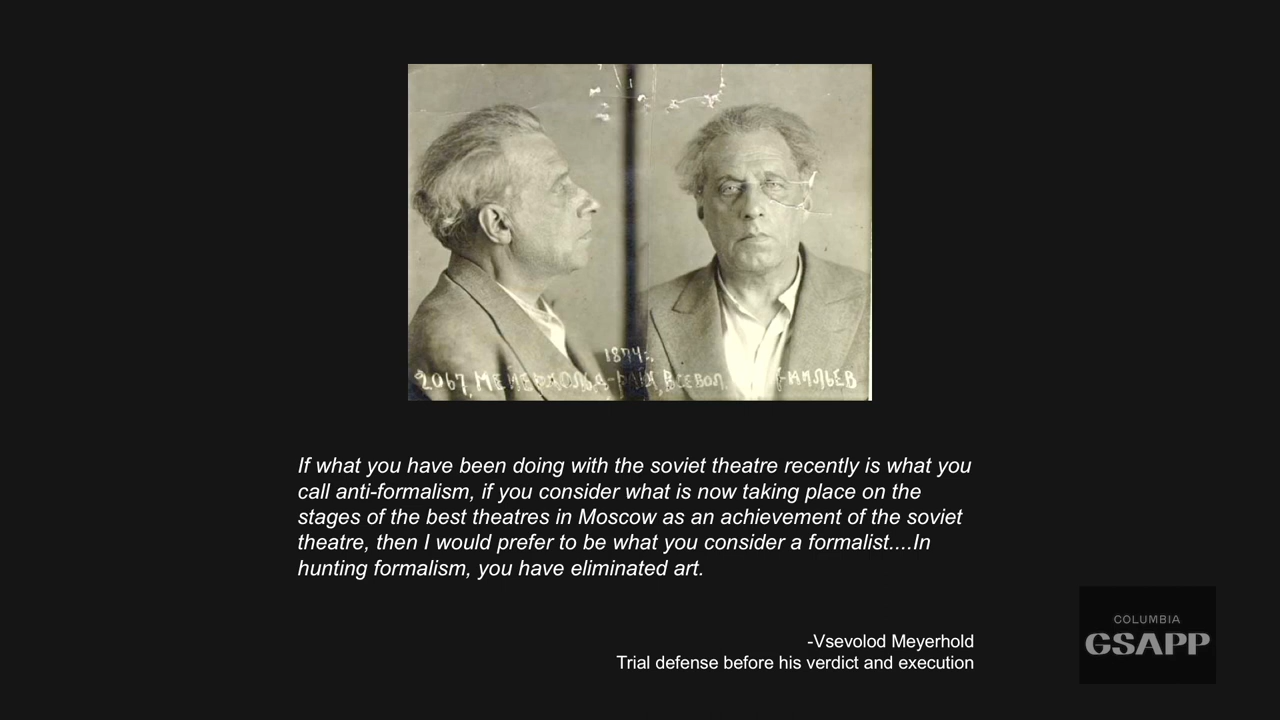 1874г.
2067, МЕЙЕРХОЛЬД- ВСЕВОЛ. -ИЛЬЕВ
If what you have been doing with the soviet theatre recently is what you
call anti-formalism, if you consider what is now taking place on the
stages of the best theatres in Moscow as an achievement of the soviet
theatre, then I would prefer to be what you consider a formalist....In
hunting formalism, you have eliminated art.
-Vsevolod Meyerhold
Trial defense before his verdict and execution
COLUMBIA
GSAPP